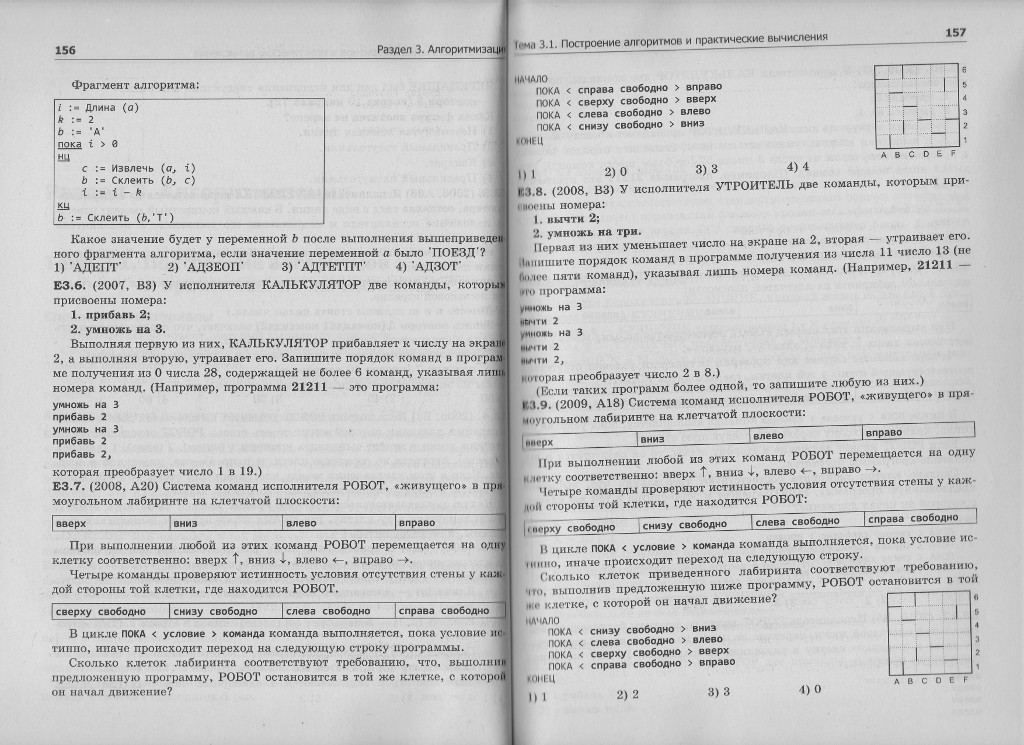 156 Раздел 3. Алгоритмизаци
Фрагмент алгоритма:
i := Длина (a)
k := 2
b := 'А'
пока i > 0
нц
c := Извлечь (a, i)
b := Склеить (b, c)
i := i – k
кц
b := Склеить (b,'Т')
Какое значение будет у переменной b после выполнения вышеприведен
ного фрагмента алгоритма, если значение переменной a было 'ПОЕЗД'?
1) 'АДЕПТ' 2) 'АДЗЕОП' 3) 'АДТЕТПТ' 4) 'АДЗОТ'
Е3.6. (2007, В3) У исполнителя КАЛЬКУЛЯТОР две команды, которым
присвоены номера:
1. прибавь 2;
2. умножь на 3.
Выполняя первую из них, КАЛЬКУЛЯТОР прибавляет к числу на экране
2, а выполняя вторую, утраивает его. Запишите порядок команд в програм
ме получения из 0 числа 28, содержащей не более 6 команд, указывая лишь
номера команд. (Например, программа 21211 — это программа:
умножь на 3
прибавь 2
умножь на 3
прибавь 2
прибавь 2,
которая преобразует число 1 в 19.)
Е3.7. (2008, А20) Система команд исполнителя РОБОТ, «живущего» в пря
моугольном лабиринте на клетчатой плоскости:
вверх вниз влево вправо
При выполнении любой из этих команд РОБОТ перемещается на одну
клетку соответственно: вверх ↑, вниз ↓, влево ←, вправо →.
Четыре команды проверяют истинность условия отсутствия стены у каж
дой стороны той клетки, где находится РОБОТ.
сверху свободно снизу свободно слева свободно справа свободно
В цикле ПОКА < условие > команда команда выполняется, пока условие ис
тинно, иначе происходит переход на следующую строку программы.
Сколько клеток лабиринта соответствуют требованию, что, выполнив
предложенную программу, РОБОТ остановится в той же клетке, с которой
он начал движение?
Тема 3.1. Построение алгоритмов и практические вычисления 157
НАЧАЛО
ПОКА < справа свободно > вправо
ПОКА < сверху свободно > вверх
ПОКА < слева свободно > влево
ПОКА < снизу свободно > вниз
КОНЕЦ
6
5
4
3
2
1
A B C D E F
1) 1 2) 0 3) 3 4) 4
Е3.8. (2008, В3) У исполнителя УТРОИТЕЛЬ две команды, которым при-
своены номера:
1. вычти 2;
2. умножь на три.
Первая из них уменьшает число на экране на 2, вторая — утраивает его.
Запишите порядок команд в программе получения из числа 11 число 13 (не
более пяти команд), указывая лишь номера команд. (Например, 21211 —
это программа:
умножь на 3
вычти 2
умножь на 3
вычти 2
вычти 2,
которая преобразует число 2 в 8.)
(Если таких программ более одной, то запишите любую из них.)
Е3.9. (2009, А18) Система команд исполнителя РОБОТ, «живущего» в пря-
моугольном лабиринте на клетчатой плоскости:
вверх вниз влево вправо
При выполнении любой из этих команд РОБОТ перемещается на одну
клетку соответственно: вверх ↑, вниз ↓, влево ←, вправо →.
Четыре команды проверяют истинность условия отсутствия стены у каж-
дой стороны той клетки, где находится РОБОТ:
сверху свободно снизу свободно слева свободно справа свободно
В цикле ПОКА < условие > команда команда выполняется, пока условие ис-
тинно, иначе происходит переход на следующую строку.
Сколько клеток приведенного лабиринта соответствуют требованию,
что, выполнив предложенную ниже программу, РОБОТ остановится в той
же клетке, с которой он начал движение?
НАЧАЛО
ПОКА < снизу свободно > вниз
ПОКА < слева свободно > влево
ПОКА < сверху свободно > вверх
ПОКА < справа свободно > вправо
КОНЕЦ
6
5
4
3
2
1
A B C D E F
1) 1 2) 2 3) 3 4) 0